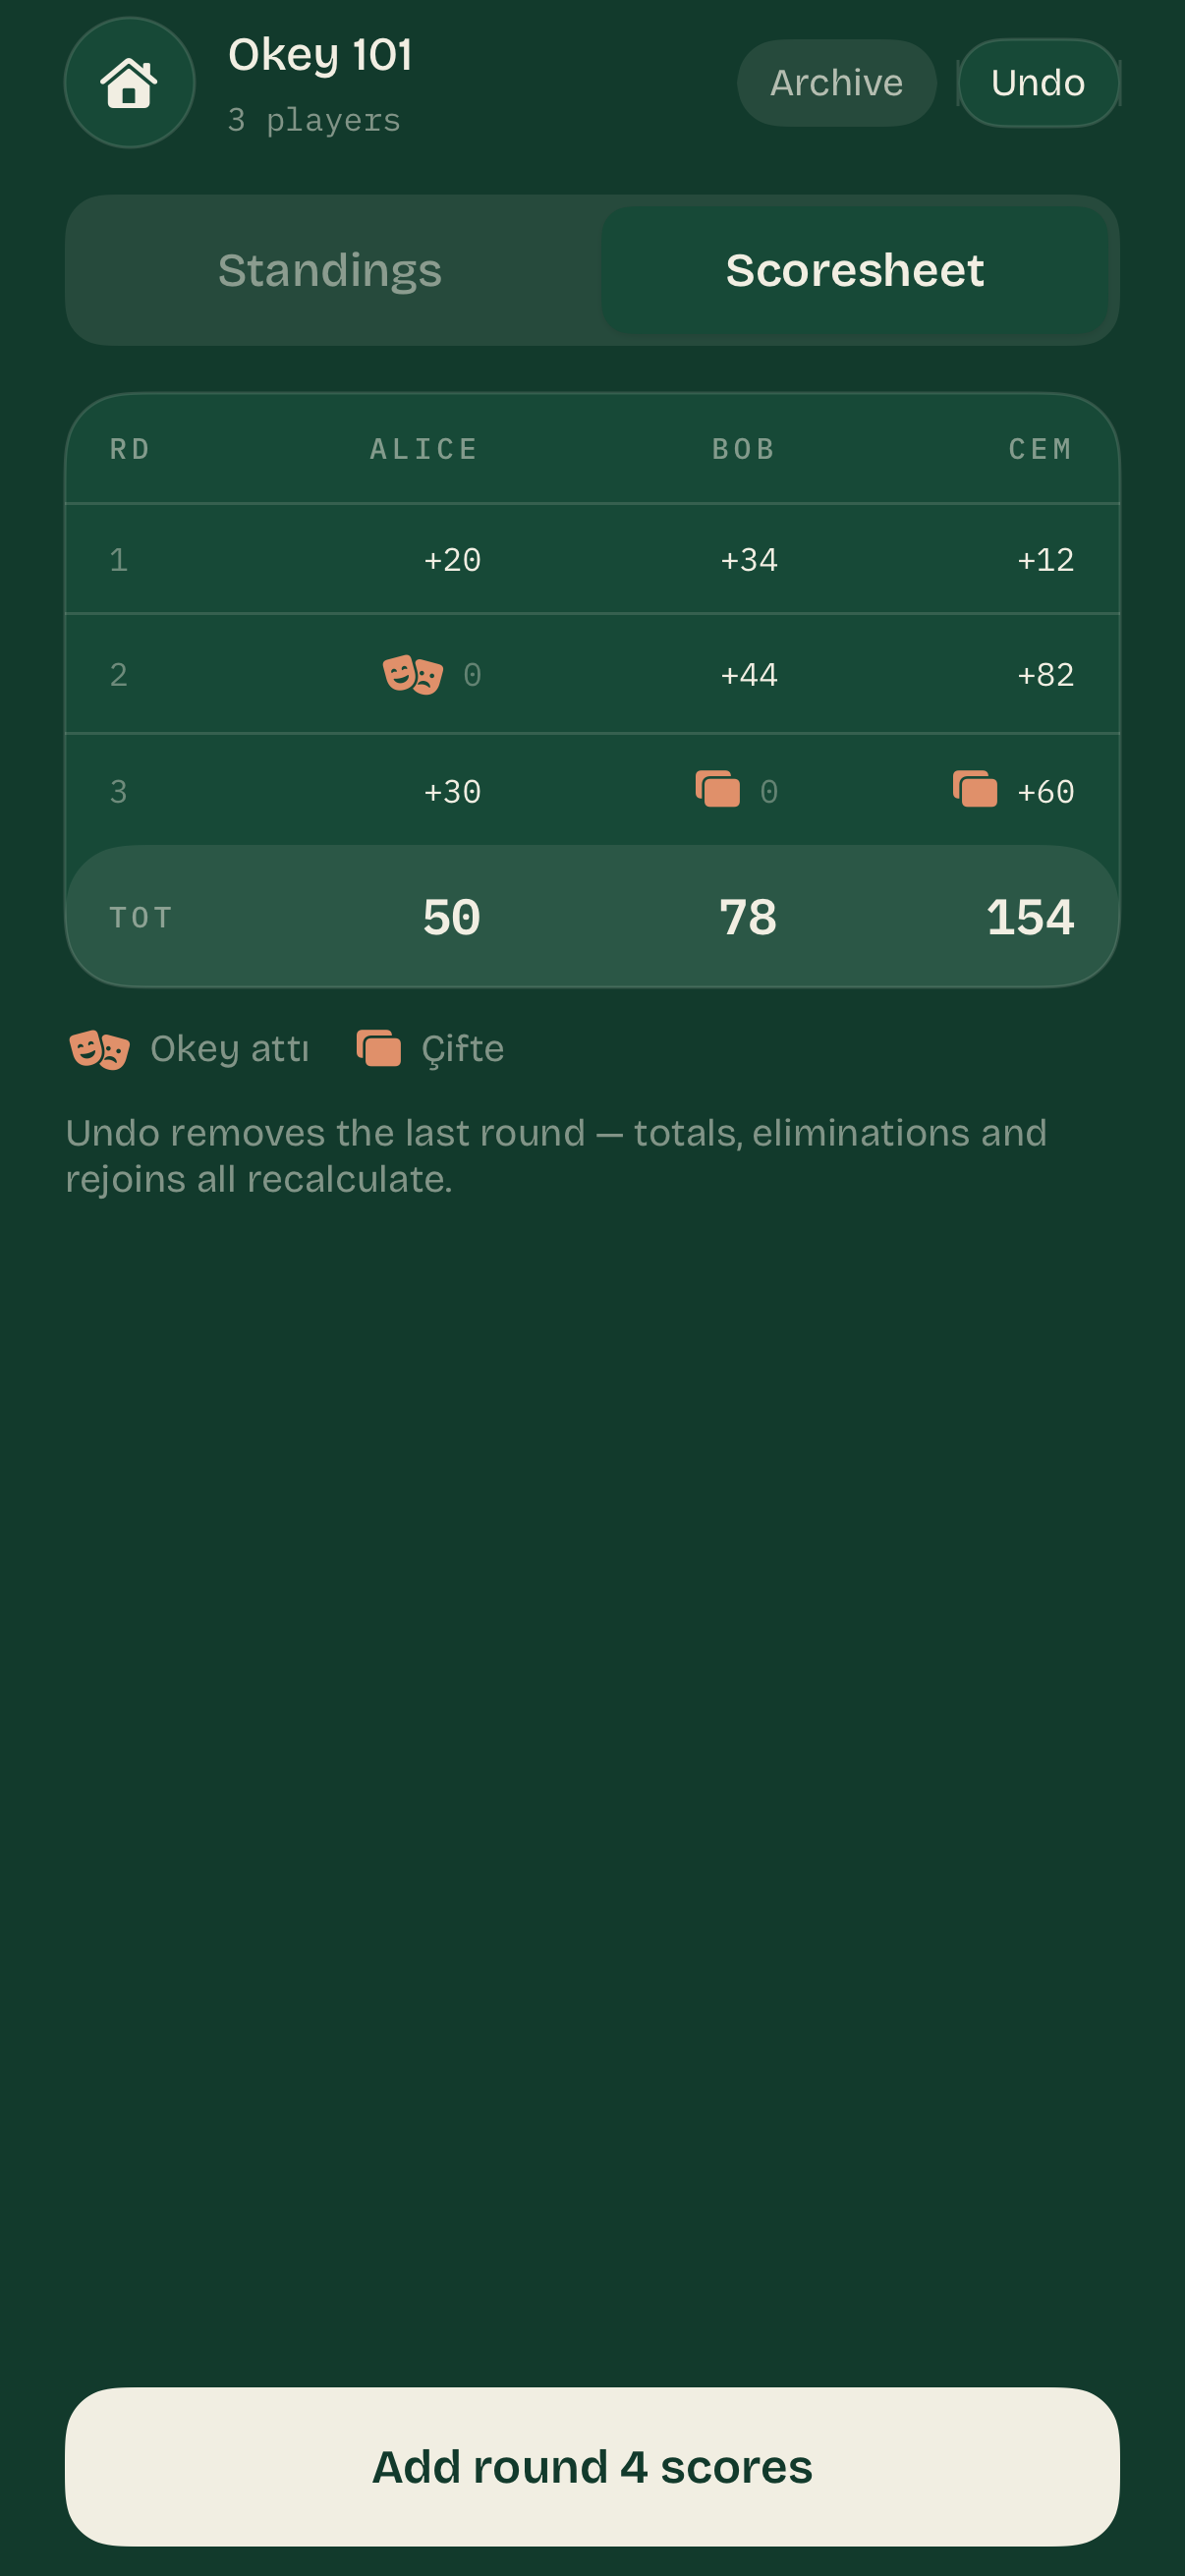 Okey 101
3 players
Archive
Undo
Standings
Scoresheet
RD ALICE BOB CEM
1 +20 +34 +12
2 0 +44 +82
3 +30 0 +60
TOT 50 78 154
Okey attı Çifte
Undo removes the last round — totals, eliminations and
rejoins all recalculate.
Add round 4 scores